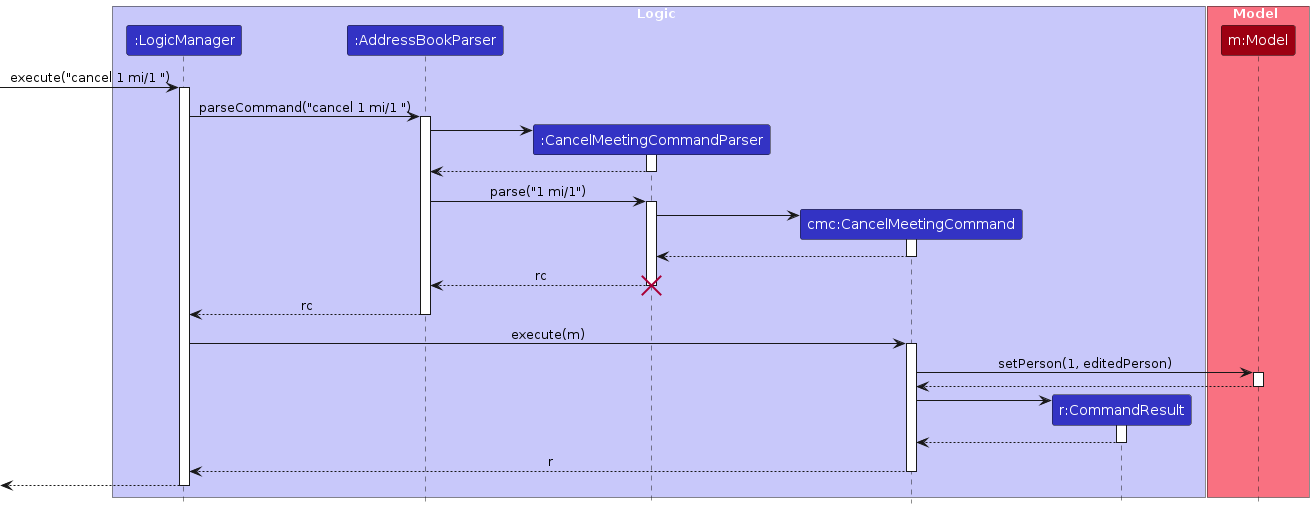 Logic
Model
:LogicManager
:AddressBookParser
m:Model
execute("cancel 1 mi/1 ")
parseCommand("cancel 1 mi/1 ")
:CancelMeetingCommandParser
parse("1 mi/1")
cmc:CancelMeetingCommand
rc
rc
execute(m)
setPerson(1, editedPerson)
r:CommandResult
r